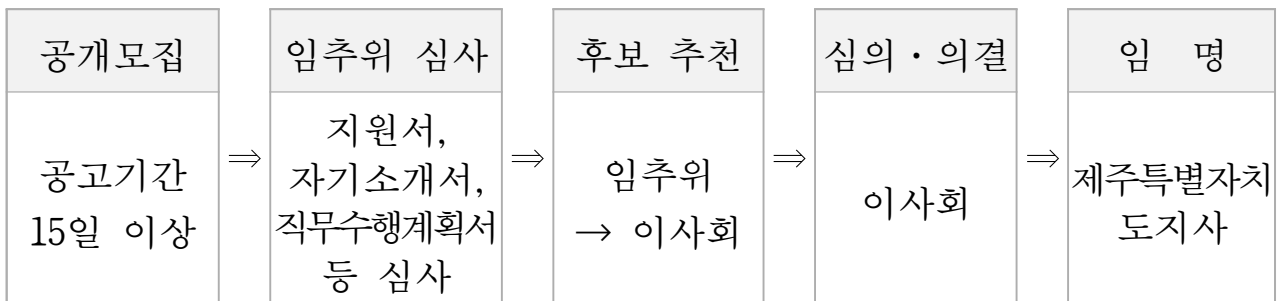 공개모집
공고기간
15일 이상
⇒
임추위 심사
지원서,
자기소개서,
직무수행계획서
등 심사
⇒
후보 추천
임추위
→ 이사회
⇒
심의·의결
이사회
⇒
임 명
제주특별자치
도지사